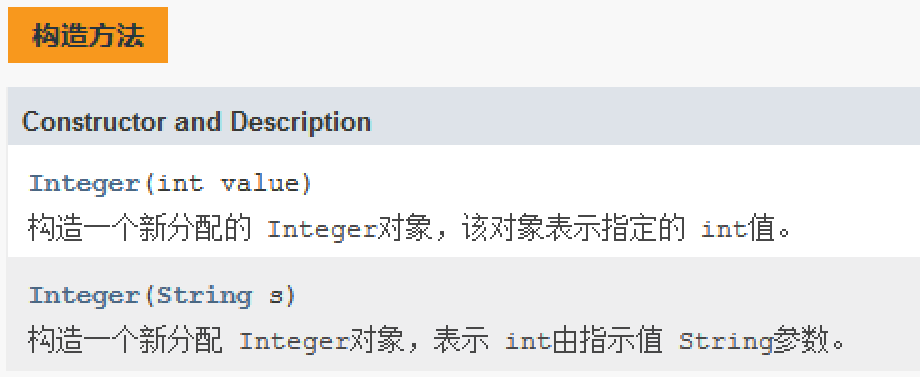 构造方法
Constructor and Description
Integer(int value)
构造一个新分配的 Integer对象，该对象表示指定的 int值。
Integer(String s)
构造一个新分配 Integer对象，表示 int由指示值 String参数。